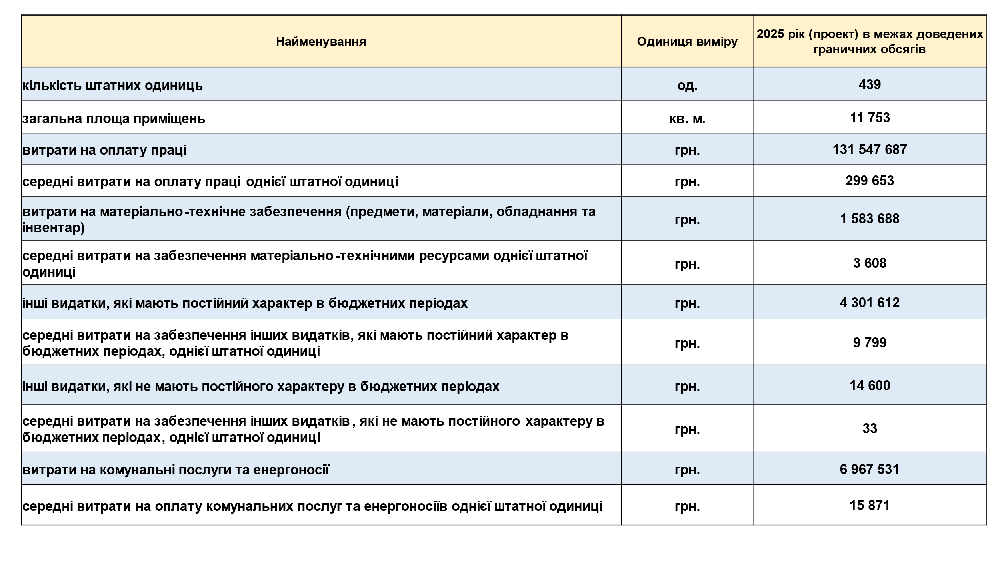 Найменування
Одиниця виміру
2025 рік (проект) в межах доведених
граничних обсягів
кількість штатних одиниць
од.
439
загальна площа приміщень
кв. м.
11 753
витрати на оплату праці
грн.
131 547 687
середні витрати на оплату праці однієї штатної одиниці
грн.
299 653
витрати на матеріально-технічне забезпечення (предмети, матеріали, обладнання та
інвентар)
грн.
1 583 688
середні витрати на забезпечення матеріально-технічними ресурсами однієї штатної
одиниці
грн.
3 608
інші видатки, які мають постійний характер в бюджетних періодах
грн.
4 301 612
середні витрати на забезпечення інших видатків, які мають постійний характер в
бюджетних періодах, однієї штатної одиниці
грн.
9 799
інші видатки, які не мають постійного характеру в бюджетних періодах
грн.
14 600
середні витрати на забезпечення інших видатків, які не мають постійного характеру в
бюджетних періодах, однієї штатної одиниці
грн.
33
витрати на комунальні послуги та енергоносії
грн.
6 967 531
середні витрати на оплату комунальних послуг та енергоносіїв однієї штатної одиниці
грн.
15 871